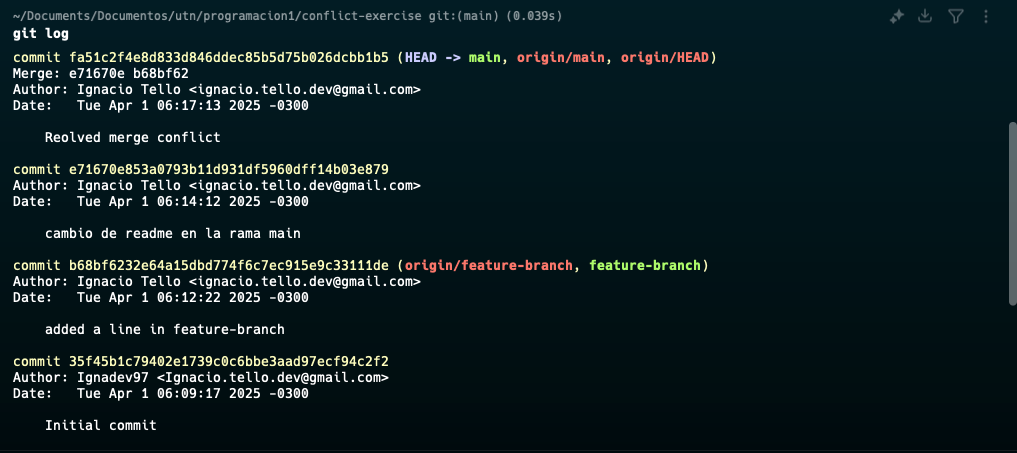 ~/Documents/Documentos/utn/programacion1/conflict-exercise git:(main) (0.039s)
git log
commit fa51c2f4e8d833d846ddec85b5d75b026dcbb1b5 (HEAD -> main, origin/main, origin/HEAD)
Merge: e71670e b68bf62
Author: Ignacio Tello <ignacio.tello.dev@gmail.com>
Date:   Tue Apr 1 06:17:13 2025 -0300
    Reolved merge conflict
commit e71670e853a0793b11d931df5960dff14b03e879
Author: Ignacio Tello <ignacio.tello.dev@gmail.com>
Date:   Tue Apr 1 06:14:12 2025 -0300
    cambio de readme en la rama main
commit b68bf6232e64a15dbd774f6c7ec915e9c33111de (origin/feature-branch, feature-branch)
Author: Ignacio Tello <ignacio.tello.dev@gmail.com>
Date:   Tue Apr 1 06:12:22 2025 -0300
    added a line in feature-branch
commit 35f45b1c79402e1739c0c6bbe3aad97ecf94c2f2
Author: Ignadev97 <Ignacio.tello.dev@gmail.com>
Date:   Tue Apr 1 06:09:17 2025 -0300
    Initial commit